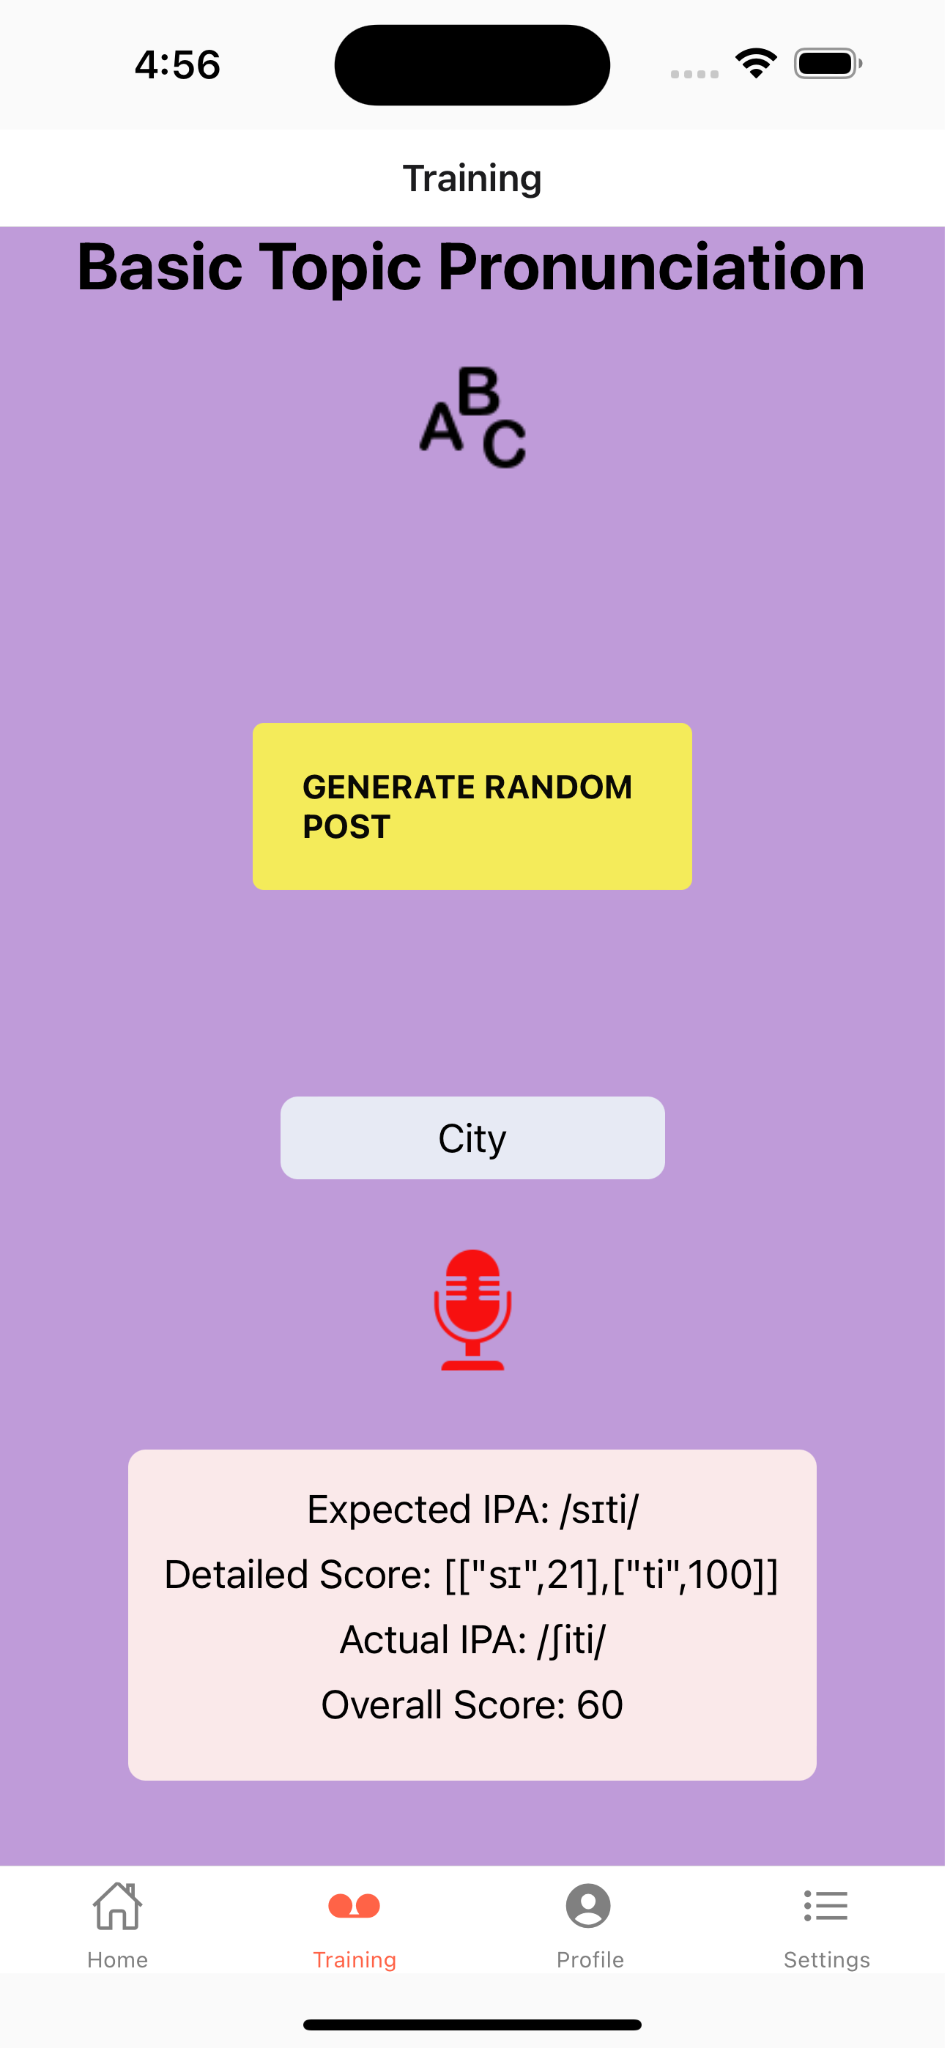 4:56
Training
Basic Topic Pronunciation
A B C
GENERATE RANDOM
POST
City
Expected IPA: /sɪti/
Detailed Score: [["sɪ",21],["ti",100]]
Actual IPA: /ʃiti/
Overall Score: 60
Home Training Profile Settings